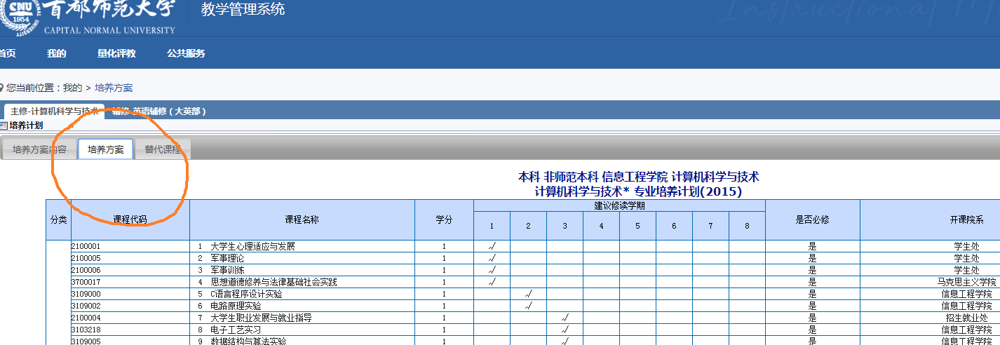 CNU
1954
首都师范大学
CAPITAL NORMAL UNIVERSITY
教学管理系统
Instructional M
首页 我的 量化评教 公共服务
您当前位置：我的 > 培养方案
主修-计算机科学与技术 辅修-英语辅修（大英部）
培养计划
培养方案内容 培养方案 替代课程
本科 非师范本科 信息工程学院 计算机科学与技术
计算机科学与技术* 专业培养计划(2015)
分类 课程代码 课程名称 学分 建议修读学期 是否必修 开课院系
1 2 3 4 5 6 7 8
2100001 1 大学生心理适应与发展 1 √ 是 学生处
2100005 2 军事理论 1 √ 是 学生处
2100006 3 军事训练 1 √ 是 学生处
3700017 4 思想道德修养与法律基础社会实践 1 √ 是 马克思主义学院
3109000 5 C语言程序设计实验 1 √ 是 信息工程学院
3109002 6 电路原理实验 1 √ 是 信息工程学院
2100004 7 大学生职业发展与就业指导 1 √ 是 招生就业处
3103218 8 电子工艺实习 1 √ 是 信息工程学院
3109005 9 数据结构与算法实验 1 √ 是 信息工程学院